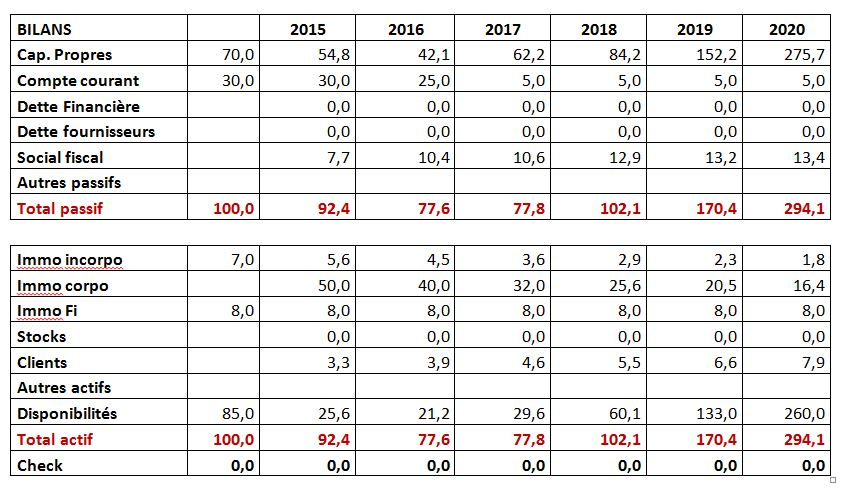 BILANS 2015 2016 2017 2018 2019 2020
Cap. Propres 70,0 54,8 42,1 62,2 84,2 152,2 275,7
Compte courant 30,0 30,0 25,0 5,0 5,0 5,0 5,0
Dette Financière 0,0 0,0 0,0 0,0 0,0 0,0
Dette fournisseurs 0,0 0,0 0,0 0,0 0,0 0,0
Social fiscal 7,7 10,4 10,6 12,9 13,2 13,4
Autres passifs
Total passif 100,0 92,4 77,6 77,8 102,1 170,4 294,1
Immo incorpo 7,0 5,6 4,5 3,6 2,9 2,3 1,8
Immo corpo 50,0 40,0 32,0 25,6 20,5 16,4
Immo Fi 8,0 8,0 8,0 8,0 8,0 8,0 8,0
Stocks 0,0 0,0 0,0 0,0 0,0 0,0
Clients 3,3 3,9 4,6 5,5 6,6 7,9
Autres actifs
Disponibilités 85,0 25,6 21,2 29,6 60,1 133,0 260,0
Total actif 100,0 92,4 77,6 77,8 102,1 170,4 294,1
Check 0,0 0,0 0,0 0,0 0,0 0,0 0,0